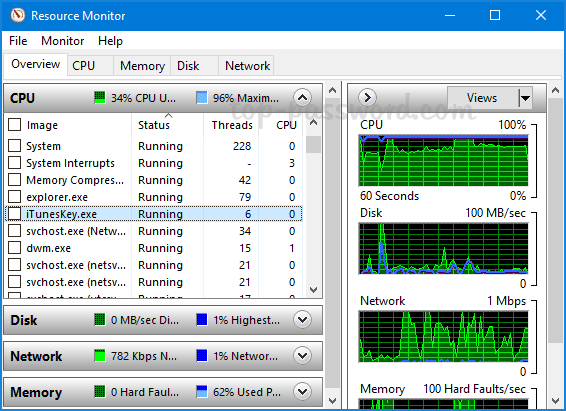 Resource Monitor
File Monitor Help
Overview CPU Memory Disk Network
CPU 34% CPU U... 96% Maxim...
Image Status Threads CPU
System Running 228 0
System Interrupts Running - 3
Memory Compres... Running 42 0
explorer.exe Running 79 0
iTunesKey.exe Running 6 0
svchost.exe (Netw... Running 34 0
dwm.exe Running 15 1
svchost.exe (netsv... Running 21 0
svchost.exe (netsv... Running 21 0
Disk 0 MB/sec Di... 1% Highest...
Network 782 Kbps N... 1% Networ...
Memory 0 Hard Faul... 62% Used P...
Views
top-password.com
CPU 100%
60 Seconds 0%
Disk 100 MB/sec
0
Network 1 Mbps
0
Memory 100 Hard Faults/sec